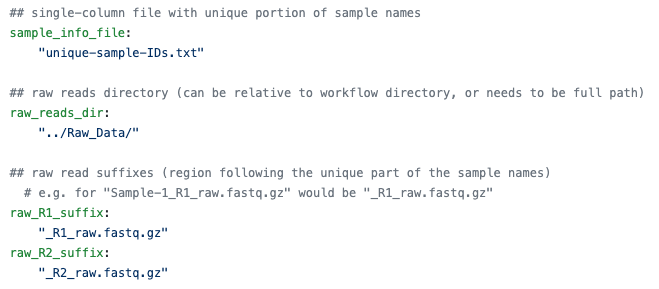 ## single-column file with unique portion of sample names
sample_info_file:
"unique-sample-IDs.txt"
## raw reads directory (can be relative to workflow directory, or needs to be full path)
raw_reads_dir:
"../Raw_Data/"
## raw read suffixes (region following the unique part of the sample names)
# e.g. for "Sample-1_R1_raw.fastq.gz" would be "_R1_raw.fastq.gz"
raw_R1_suffix:
"_R1_raw.fastq.gz"
raw_R2_suffix:
"_R2_raw.fastq.gz"